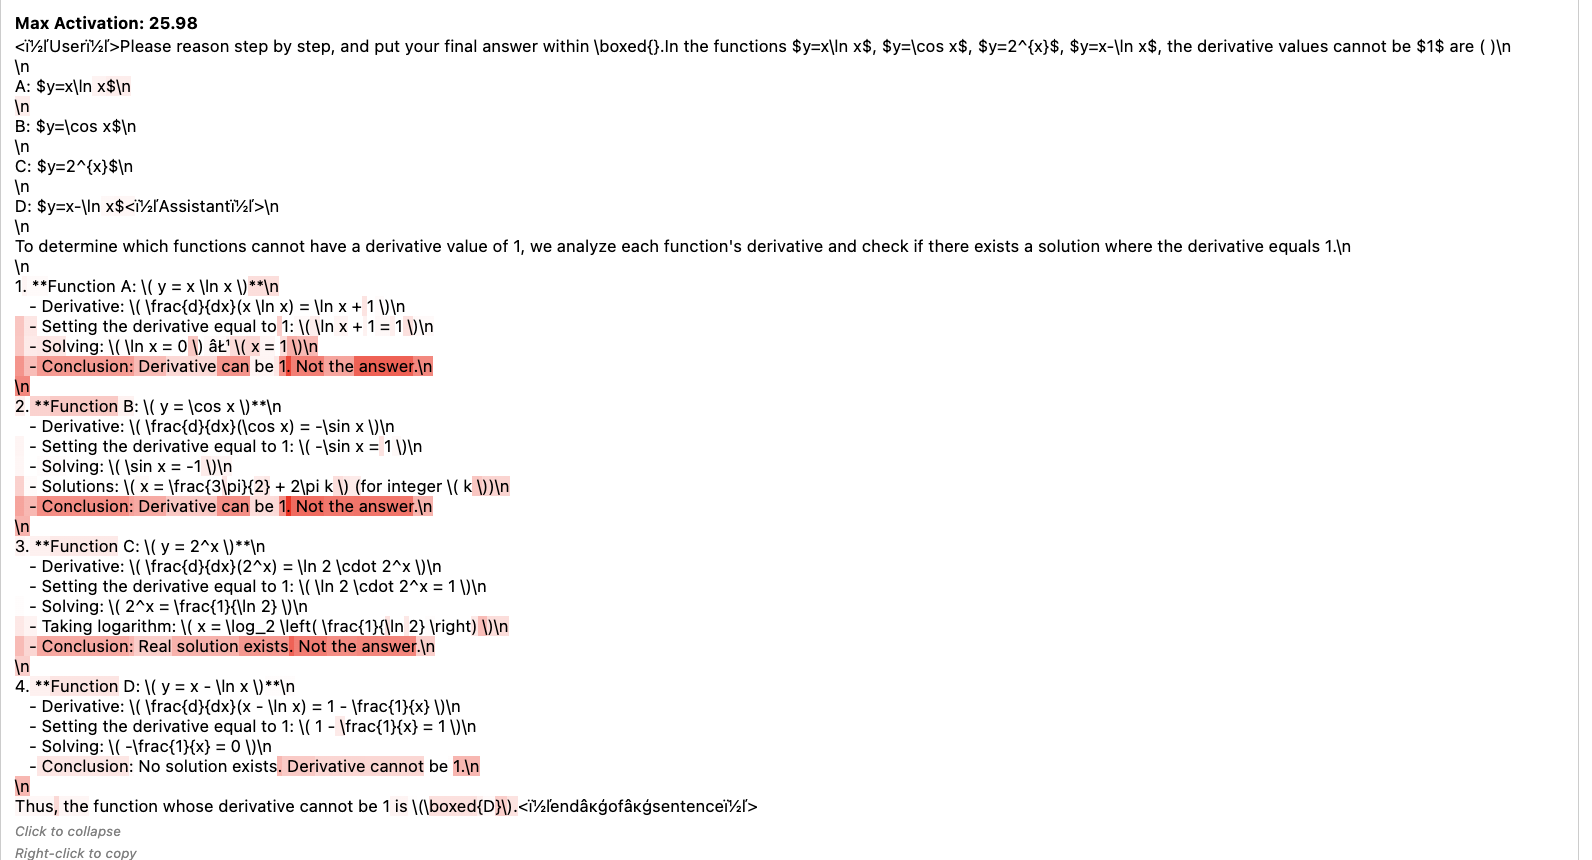 Max Activation: 25.98
<ï½ľUserï½ľ>Please reason step by step, and put your final answer within \boxed{}.In the functions $y=x\ln x$, $y=\cos x$, $y=2^{x}$, $y=x-\ln x$, the derivative values cannot be $1$ are ( )\n
\n
A: $y=x\ln x$\n
\n
B: $y=\cos x$\n
\n
C: $y=2^{x}$\n
\n
D: $y=x-\ln x$<ï½ľAssistantï½ľ>\n
\n
To determine which functions cannot have a derivative value of 1, we analyze each function's derivative and check if there exists a solution where the derivative equals 1.\n
\n
1. **Function A: \( y = x \ln x \)**\n
- Derivative: \( \frac{d}{dx}(x \ln x) = \ln x + 1 \)\n
- Setting the derivative equal to 1: \( \ln x + 1 = 1 \)\n
- Solving: \( \ln x = 0 \) âŁ¹ \( x = 1 \)\n
- Conclusion: Derivative can be 1. Not the answer.\n
\n
2. **Function B: \( y = \cos x \)**\n
- Derivative: \( \frac{d}{dx}(\cos x) = -\sin x \)\n
- Setting the derivative equal to 1: \( -\sin x = 1 \)\n
- Solving: \( \sin x = -1 \)\n
- Solutions: \( x = \frac{3\pi}{2} + 2\pi k \) (for integer \( k \))\n
- Conclusion: Derivative can be 1. Not the answer.\n
\n
3. **Function C: \( y = 2^x \)**\n
- Derivative: \( \frac{d}{dx}(2^x) = \ln 2 \cdot 2^x \)\n
- Setting the derivative equal to 1: \( \ln 2 \cdot 2^x = 1 \)\n
- Solving: \( 2^x = \frac{1}{\ln 2} \)\n
- Taking logarithm: \( x = \log_2 \left( \frac{1}{\ln 2} \right) \)\n
- Conclusion: Real solution exists. Not the answer.\n
\n
4. **Function D: \( y = x - \ln x \)**\n
- Derivative: \( \frac{d}{dx}(x - \ln x) = 1 - \frac{1}{x} \)\n
- Setting the derivative equal to 1: \( 1 - \frac{1}{x} = 1 \)\n
- Solving: \( -\frac{1}{x} = 0 \)\n
- Conclusion: No solution exists. Derivative cannot be 1.\n
\n
Thus, the function whose derivative cannot be 1 is \(\boxed{D}\).<ï½ľendâĸģofâĸģsentenceï½ľ>
Click to collapse
Right-click to copy